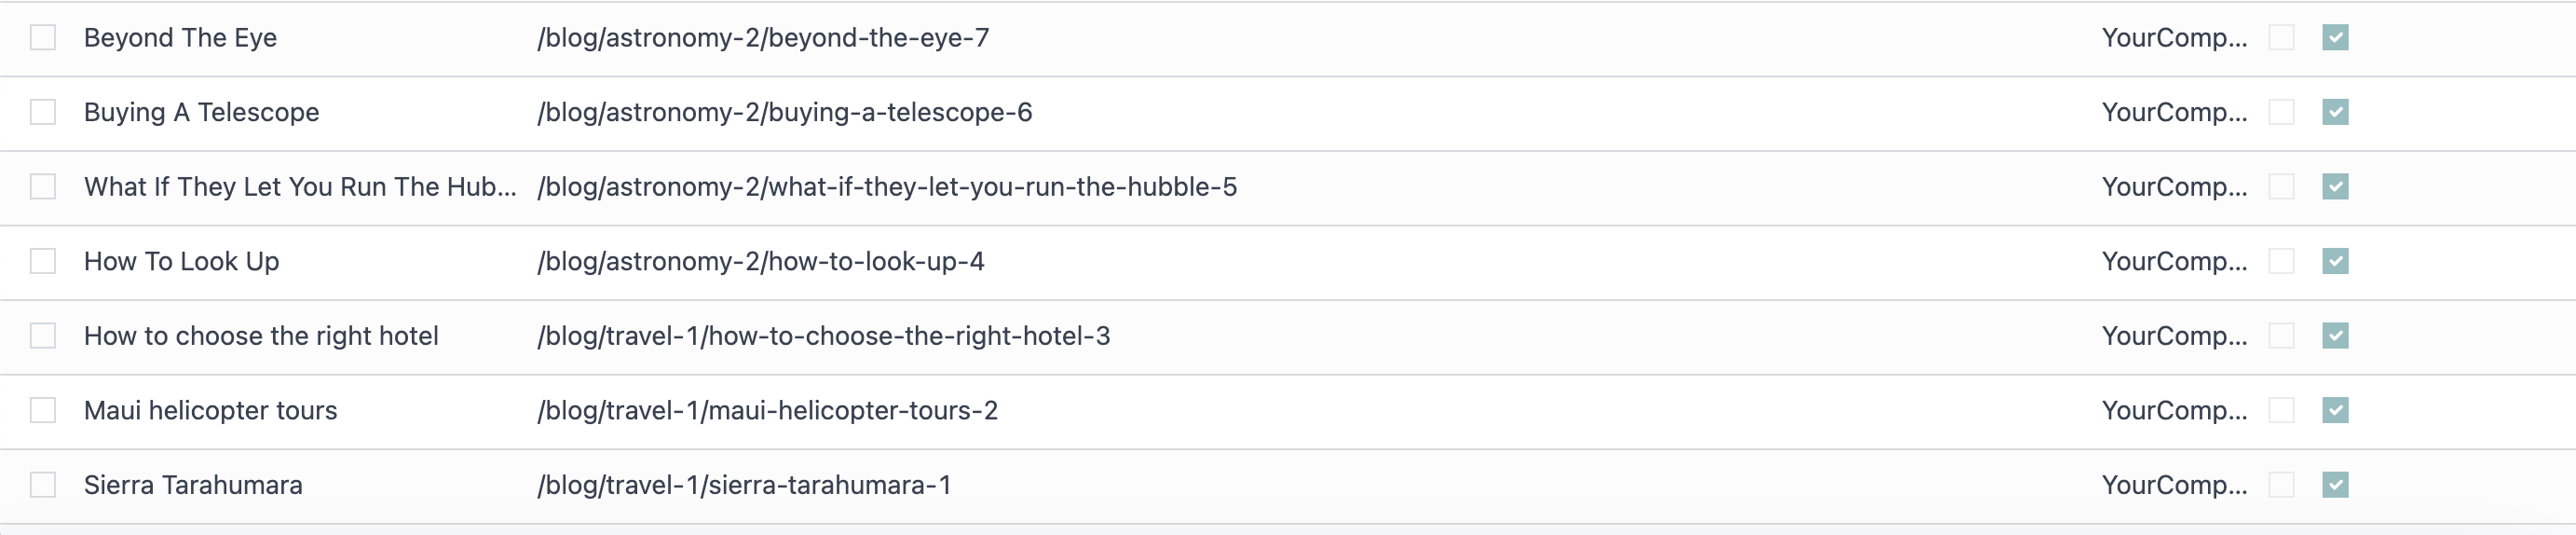 Beyond The Eye /blog/astronomy-2/beyond-the-eye-7 YourComp...
Buying A Telescope /blog/astronomy-2/buying-a-telescope-6 YourComp...
What If They Let You Run The Hub... /blog/astronomy-2/what-if-they-let-you-run-the-hubble-5 YourComp...
How To Look Up /blog/astronomy-2/how-to-look-up-4 YourComp...
How to choose the right hotel /blog/travel-1/how-to-choose-the-right-hotel-3 YourComp...
Maui helicopter tours /blog/travel-1/maui-helicopter-tours-2 YourComp...
Sierra Tarahumara /blog/travel-1/sierra-tarahumara-1 YourComp...